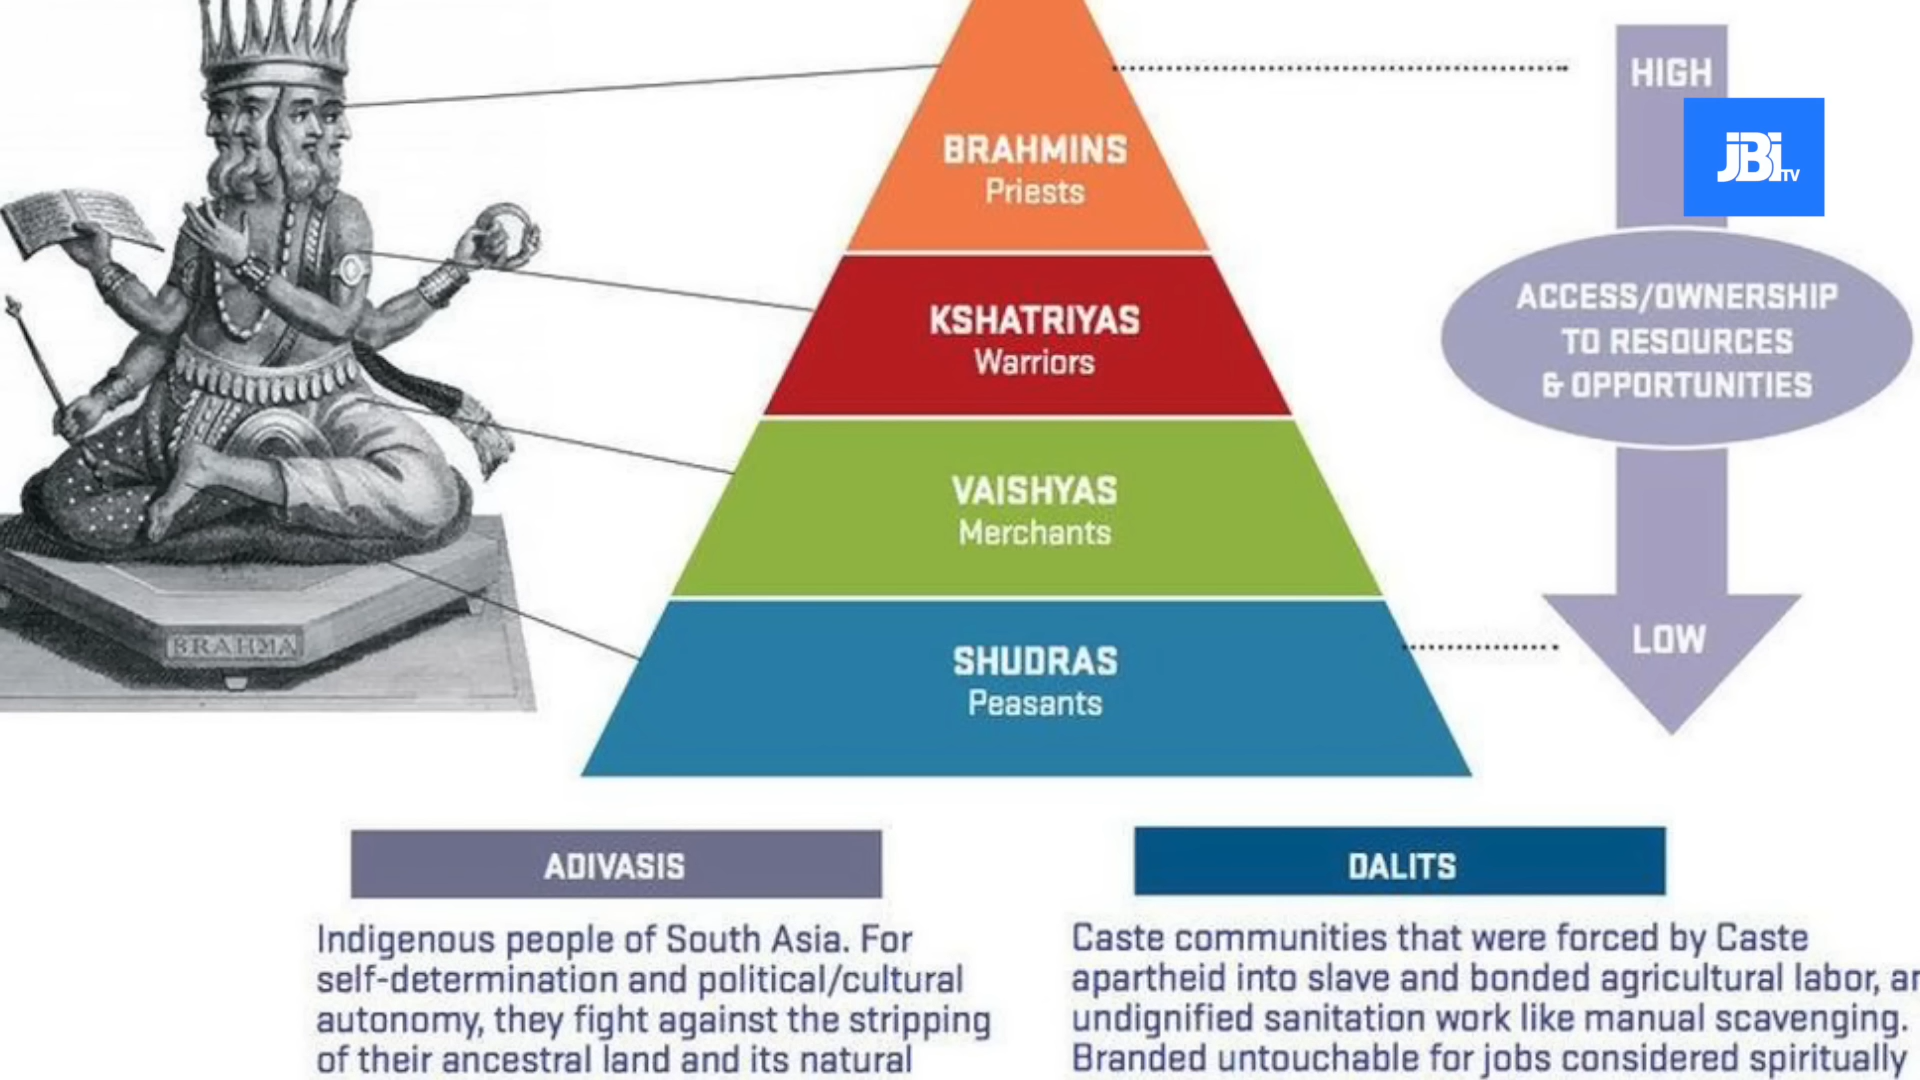 HIGH
JBiTV
BRAHMINS
Priests
KSHATRIYAS
Warriors
ACCESS/OWNERSHIP
TO RESOURCES
& OPPORTUNITIES
VAISHYAS
Merchants
SHUDRAS
Peasants
LOW
BRAHMA
ADIVASIS
Indigenous people of South Asia. For
self-determination and political/cultural
autonomy, they fight against the stripping
of their ancestral land and its natural
DALITS
Caste communities that were forced by Caste
apartheid into slave and bonded agricultural labor,
undignified sanitation work like manual scavenging.
Branded untouchable for jobs considered spiritually